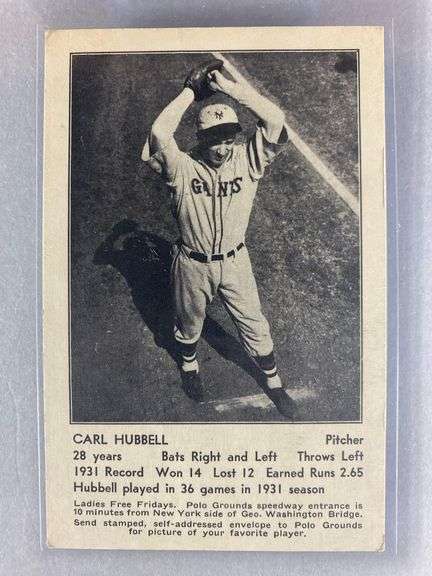 NY
GIANTS
CARL HUBBELL Pitcher
28 years Bats Right and Left Throws Left
1931 Record Won 14 Lost 12 Earned Runs 2.65
Hubbell played in 36 games in 1931 season
Ladies Free Fridays. Polo Grounds speedway entrance is
10 minutes from New York side of Geo. Washington Bridge.
Send stamped, self-addressed envelope to Polo Grounds
for picture of your favorite player.